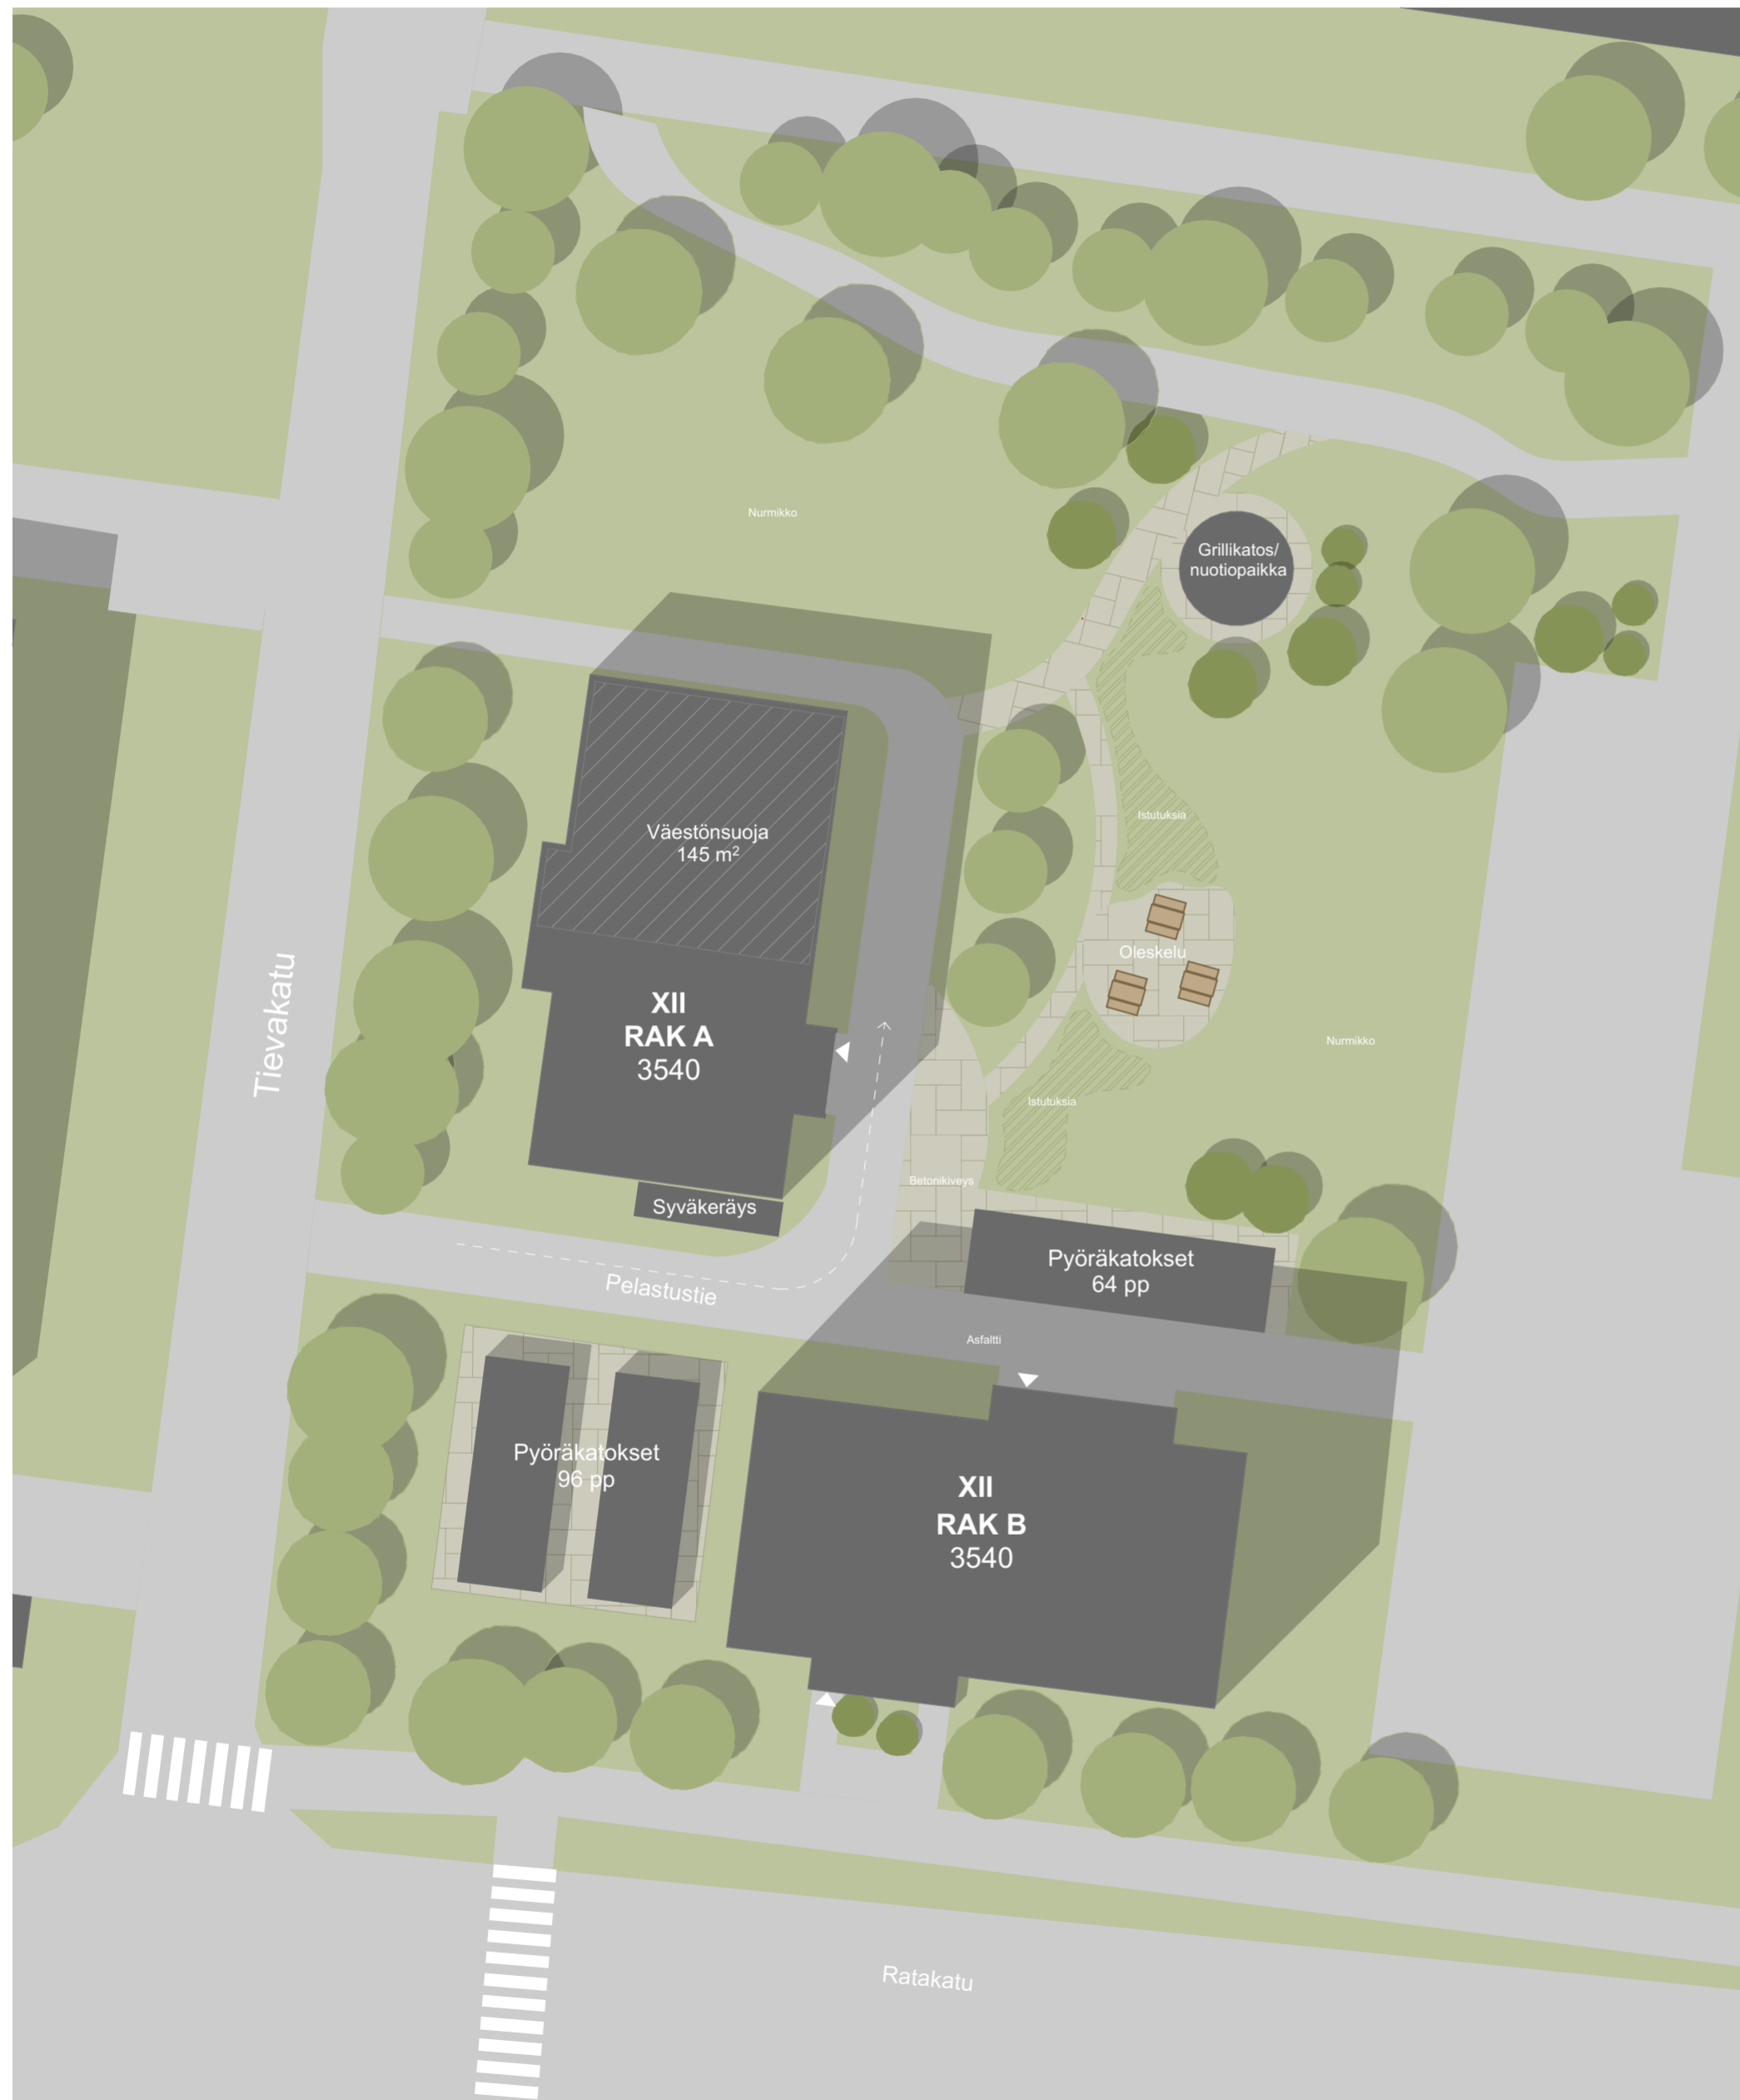 Nurmikko
Grillikatos/
nuotiopaikka
Väestönsuoja
145 m²
Istutuksia
Oleskelu
Tievakatu
XII
RAK A
3540
Nurmikko
Istutuksia
Betonikiveys
Syväkeräys
Pyöräkatokset
64 pp
Pelastustie
Asfaltti
Pyöräkatokset
96 pp
XII
RAK B
3540
Ratakatu